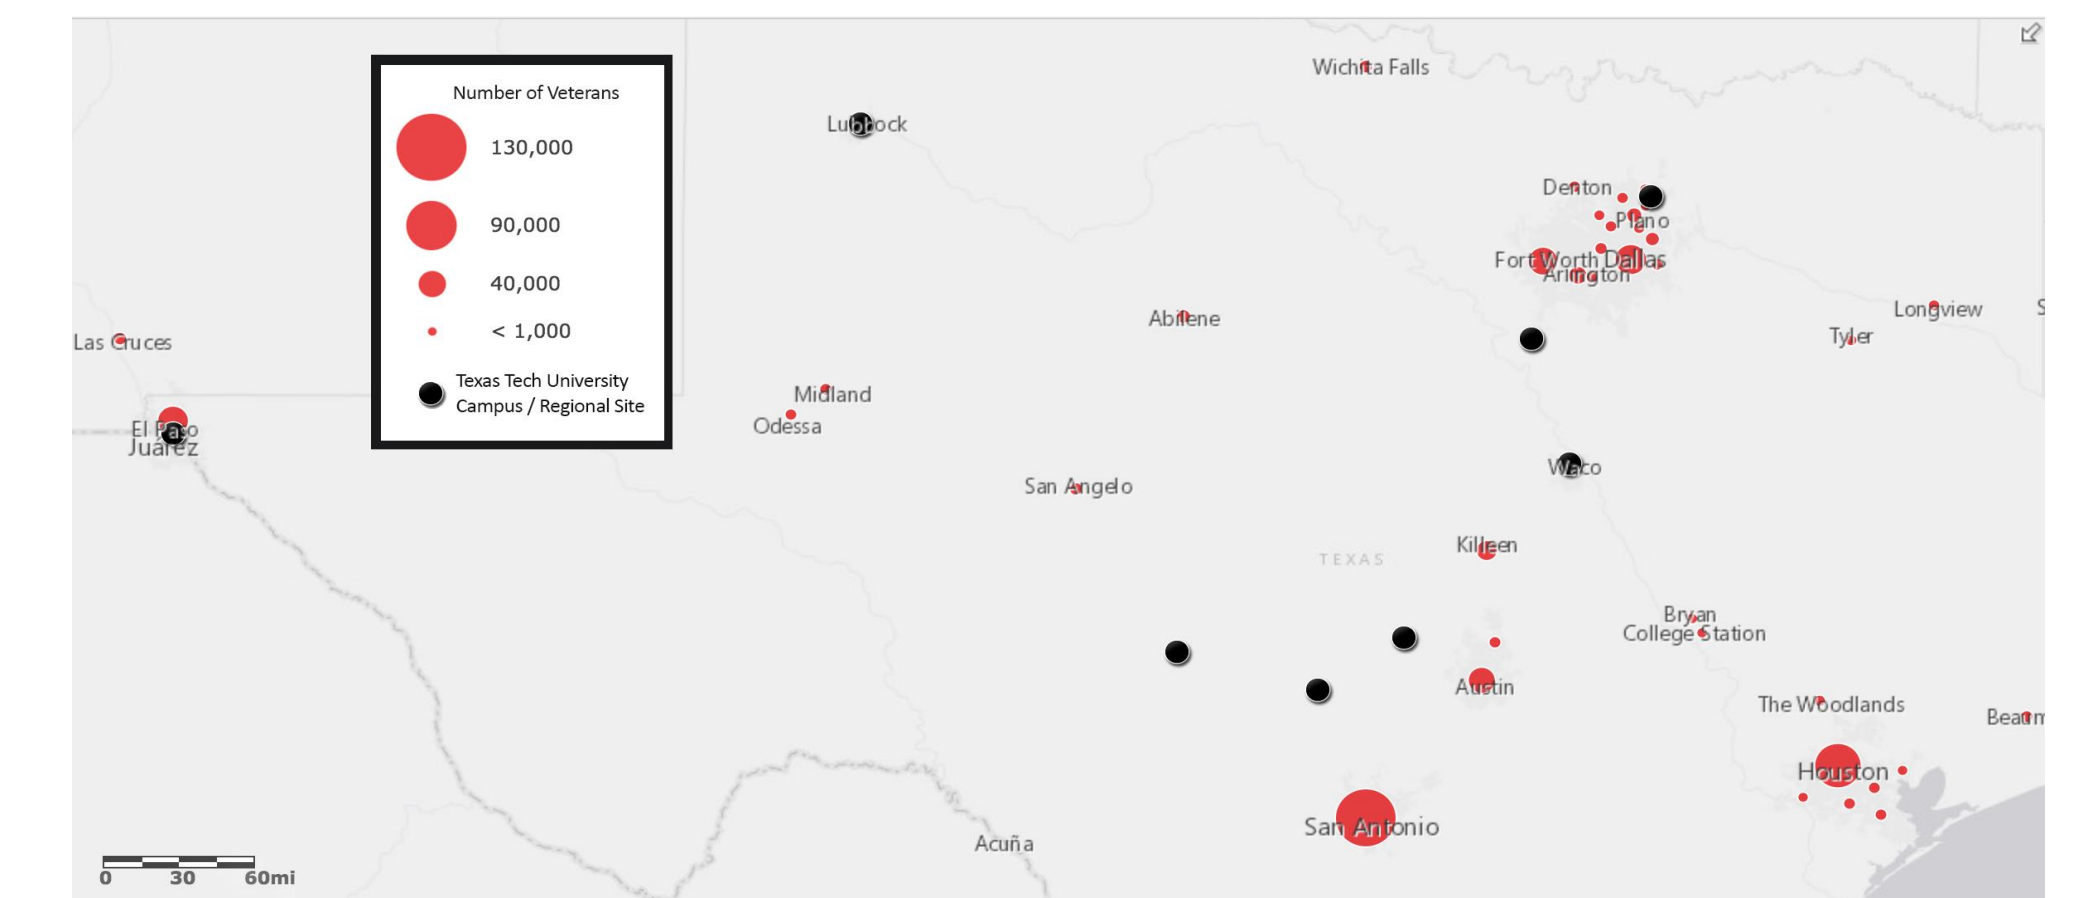 Number of Veterans
130,000
90,000
40,000
< 1,000
Texas Tech University
Campus / Regional Site
Wichita Falls
Lubbock
Denton
Plano
Fort Worth Dallas
Arlington
Longview
Tyler
Abilene
Las Cruces
Midland
Odessa
El Paso
Juárez
Waco
San Angelo
Killeen
TEXAS
Bryan
College Station
Austin
The Woodlands
Beaum
Houston
San Antonio
Acuña
0 30 60mi
S